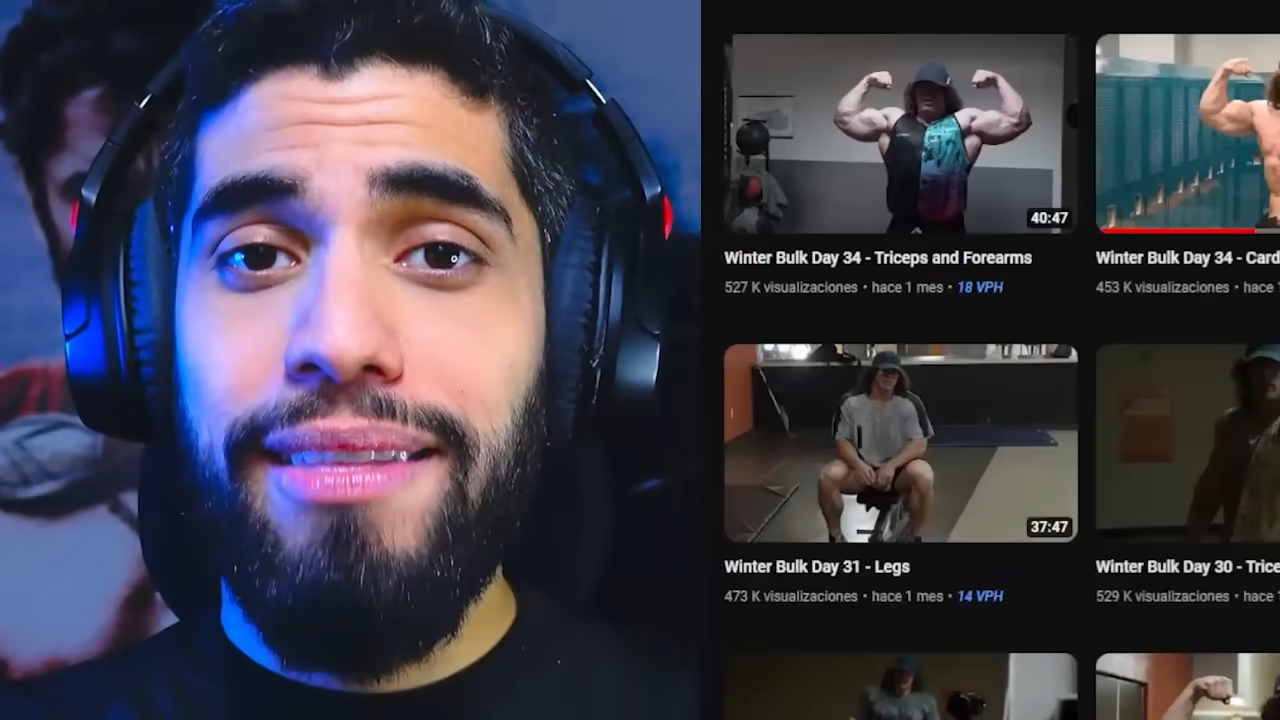 40:47
Winter Bulk Day 34 - Triceps and Forearms
527 K visualizaciones • hace 1 mes • 18 VPH
Winter Bulk Day 34 - Card
453 K visualizaciones • hace
37:47
Winter Bulk Day 31 - Legs
473 K visualizaciones • hace 1 mes • 14 VPH
Winter Bulk Day 30 - Trice
529 K visualizaciones • hace